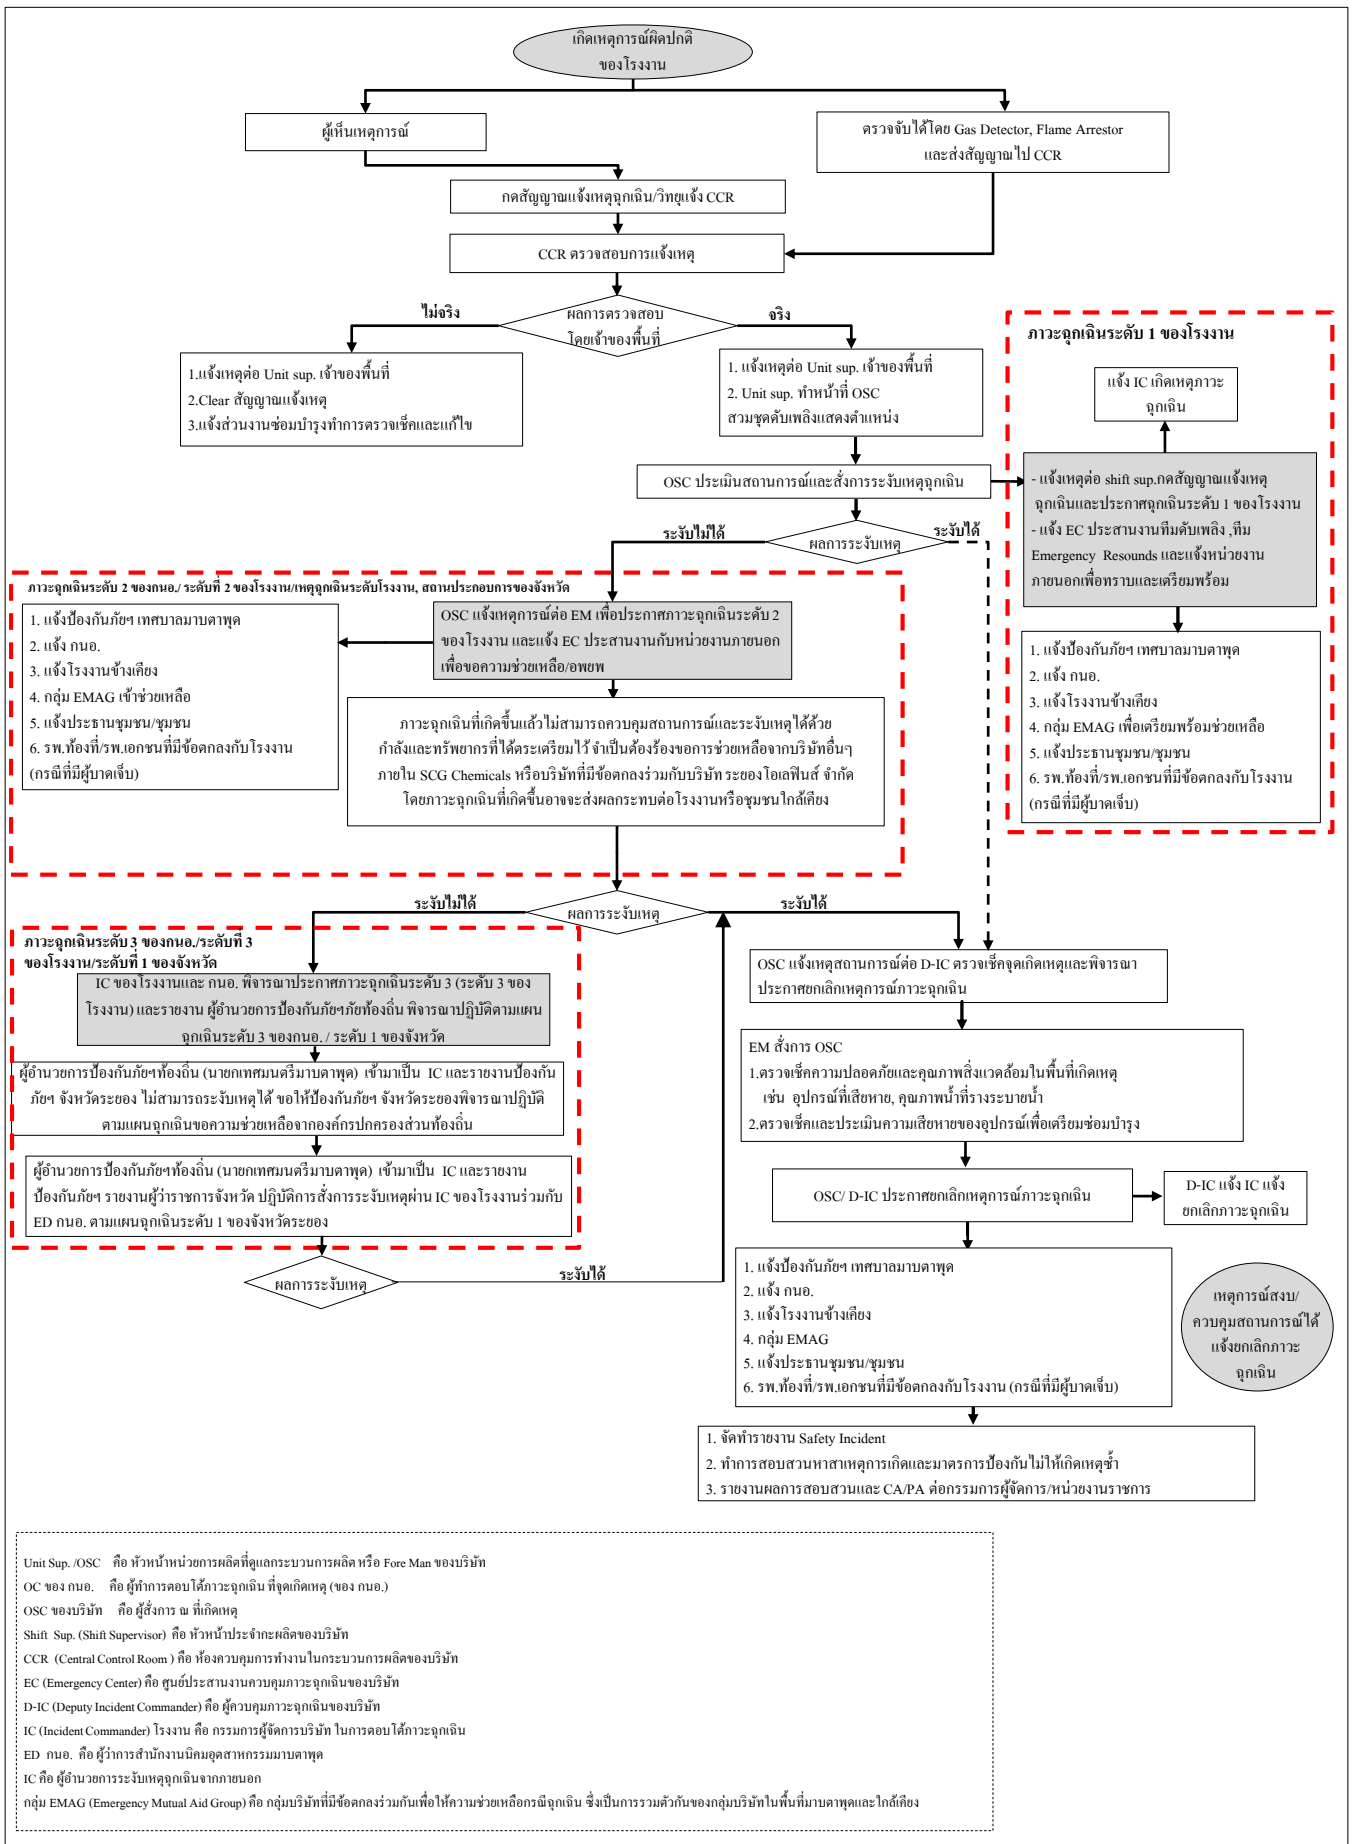 เกิดเหตุการณ์ผิดปกติ
ของโรงงาน
ผู้เห็นเหตุการณ์
ตรวจจับได้โดย Gas Detector, Flame Arrestor
และส่งสัญญาณไป CCR
กดสัญญาณแจ้งเหตุฉุกเฉิน/วิทยุแจ้ง CCR
CCR ตรวจสอบการแจ้งเหตุ
ผลการตรวจสอบ
โดยเจ้าของพื้นที่
ไม่จริง
จริง
1.แจ้งเหตุต่อ Unit sup. เจ้าของพื้นที่
2.Clear สัญญาณแจ้งเหตุ
3.แจ้งส่วนงานซ่อมบำรุงทำการตรวจเช็คและแก้ไข
1. แจ้งเหตุต่อ Unit sup. เจ้าของพื้นที่
2. Unit sup. ทำหน้าที่ OSC
สวมชุดดับเพลิงแสดงตำแหน่ง
OSC ประเมินสถานการณ์และสั่งการระงับเหตุฉุกเฉิน
ภาวะฉุกเฉินระดับ 1 ของโรงงาน
แจ้ง IC เกิดเหตุภาวะ
ฉุกเฉิน
- แจ้งเหตุต่อ shift sup.กดสัญญาณแจ้งเหตุ
ฉุกเฉินและประกาศฉุกเฉินระดับ 1 ของโรงงาน
- แจ้ง EC ประสานงานทีมดับเพลิง ,ทีม
Emergency Resounds และแจ้งหน่วยงาน
ภายนอกเพื่อทราบและเตรียมพร้อม
1. แจ้งป้องกันภัยฯ เทศบาลมาบตาพุด
2. แจ้ง กนอ.
3. แจ้งโรงงานข้างเคียง
4. กลุ่ม EMAG เพื่อเตรียมพร้อมช่วยเหลือ
5. แจ้งประธานชุมชน/ชุมชน
6. รพ.ท้องที่/รพ.เอกชนที่มีข้อตกลงกับโรงงาน
(กรณีที่มีผู้บาดเจ็บ)
ผลการระงับเหตุ
ระงับไม่ได้
ระงับได้
ภาวะฉุกเฉินระดับ 2 ของกนอ./ ระดับที่ 2 ของโรงงาน/เหตุฉุกเฉินระดับโรงงาน, สถานประกอบการของจังหวัด
1. แจ้งป้องกันภัยฯ เทศบาลมาบตาพุด
2. แจ้ง กนอ.
3. แจ้งโรงงานข้างเคียง
4. กลุ่ม EMAG เข้าช่วยเหลือ
5. แจ้งประธานชุมชน/ชุมชน
6. รพ.ท้องที่/รพ.เอกชนที่มีข้อตกลงกับโรงงาน
(กรณีที่มีผู้บาดเจ็บ)
OSC แจ้งเหตุการณ์ต่อ EM เพื่อประกาศภาวะฉุกเฉินระดับ 2
ของโรงงาน และแจ้ง EC ประสานงานกับหน่วยงานภายนอก
เพื่อขอความช่วยเหลือ/อพยพ
ภาวะฉุกเฉินที่เกิดขึ้นแล้วไม่สามารถควบคุมสถานการณ์และระงับเหตุได้ด้วย
กำลังและทรัพยากรที่ได้ตระเตรียมไว้ จำเป็นต้องร้องขอการช่วยเหลือจากบริษัทอื่นๆ
ภายใน SCG Chemicals หรือบริษัทที่มีข้อตกลงร่วมกับบริษัท ระยองโอเลฟินส์ จำกัด
โดยภาวะฉุกเฉินที่เกิดขึ้นอาจจะส่งผลกระทบต่อโรงงานหรือชุมชนใกล้เคียง
ผลการระงับเหตุ
ระงับไม่ได้
ระงับได้
ภาวะฉุกเฉินระดับ 3 ของกนอ./ระดับที่ 3
ของโรงงาน/ระดับที่ 1 ของจังหวัด
IC ของโรงงานและ กนอ. พิจารณาประกาศภาวะฉุกเฉินระดับ 3 (ระดับ 3 ของ
โรงงาน) และรายงาน ผู้อำนวยการป้องกันภัยฯภัยท้องถิ่น พิจารณาปฏิบัติตามแผน
ฉุกเฉินระดับ 3 ของกนอ. / ระดับ 1 ของจังหวัด
ผู้อำนวยการป้องกันภัยฯท้องถิ่น (นายกเทศมนตรีมาบตาพุด) เข้ามาเป็น IC และรายงานป้องกัน
ภัยฯ จังหวัดระยอง ไม่สามารถระงับเหตุได้ ขอให้ป้องกันภัยฯ จังหวัดระยองพิจารณาปฏิบัติ
ตามแผนฉุกเฉินขอความช่วยเหลือจากองค์กรปกครองส่วนท้องถิ่น
ผู้อำนวยการป้องกันภัยฯท้องถิ่น (นายกเทศมนตรีมาบตาพุด) เข้ามาเป็น IC และรายงาน
ป้องกันภัยฯ รายงานผู้ว่าราชการจังหวัด ปฏิบัติการสั่งการระงับเหตุผ่าน IC ของโรงงานร่วมกับ
ED กนอ. ตามแผนฉุกเฉินระดับ 1 ของจังหวัดระยอง
ผลการระงับเหตุ
ระงับได้
OSC แจ้งเหตุสถานการณ์ต่อ D-IC ตรวจเช็คจุดเกิดเหตุและพิจารณา
ประกาศยกเลิกเหตุการณ์ภาวะฉุกเฉิน
EM สั่งการ OSC
1.ตรวจเช็คความปลอดภัยและคุณภาพสิ่งแวดล้อมในพื้นที่เกิดเหตุ
เช่น อุปกรณ์ที่เสียหาย, คุณภาพน้ำที่รางระบายน้ำ
2.ตรวจเช็คและประเมินความเสียหายของอุปกรณ์เพื่อเตรียมซ่อมบำรุง
OSC/ D-IC ประกาศยกเลิกเหตุการณ์ภาวะฉุกเฉิน
D-IC แจ้ง IC แจ้ง
ยกเลิกภาวะฉุกเฉิน
1. แจ้งป้องกันภัยฯ เทศบาลมาบตาพุด
2. แจ้ง กนอ.
3. แจ้งโรงงานข้างเคียง
4. กลุ่ม EMAG
5. แจ้งประธานชุมชน/ชุมชน
6. รพ.ท้องที่/รพ.เอกชนที่มีข้อตกลงกับโรงงาน (กรณีที่มีผู้บาดเจ็บ)
เหตุการณ์สงบ/
ควบคุมสถานการณ์ได้
แจ้งยกเลิกภาวะ
ฉุกเฉิน
1. จัดทำรายงาน Safety Incident
2. ทำการสอบสวนหาสาเหตุการเกิดและมาตรการป้องกันไม่ให้เกิดเหตุซ้ำ
3. รายงานผลการสอบสวนและ CA/PA ต่อกรรมการผู้จัดการ/หน่วยงานราชการ
Unit Sup. /OSC คือ หัวหน้าหน่วยการผลิตที่ดูแลกระบวนการผลิต หรือ Fore Man ของบริษัท
OC ของ กนอ. คือ ผู้ทำการตอบโต้ภาวะฉุกเฉิน ที่จุดเกิดเหตุ (ของ กนอ.)
OSC ของบริษัท คือ ผู้สั่งการ ณ ที่เกิดเหตุ
Shift Sup. (Shift Supervisor) คือ หัวหน้าประจำกะผลิตของบริษัท
CCR (Central Control Room ) คือ ห้องควบคุมการทำงานในกระบวนการผลิตของบริษัท
EC (Emergency Center) คือ ศูนย์ประสานงานควบคุมภาวะฉุกเฉินของบริษัท
D-IC (Deputy Incident Commander) คือ ผู้ควบคุมภาวะฉุกเฉินของบริษัท
IC (Incident Commander) โรงงาน คือ กรรมการผู้จัดการบริษัท ในการตอบโต้ภาวะฉุกเฉิน
ED กนอ. คือ ผู้ว่าการสำนักงานนิคมอุตสาหกรรมมาบตาพุด
IC คือ ผู้อำนวยการระงับเหตุฉุกเฉินจากภายนอก
กลุ่ม EMAG (Emergency Mutual Aid Group) คือ กลุ่มบริษัทที่มีข้อตกลงร่วมกันเพื่อให้ความช่วยเหลือกรณีฉุกเฉิน ซึ่งเป็นการรวมตัวกันของกลุ่มบริษัทในพื้นที่มาบตาพุดและใกล้เคียง